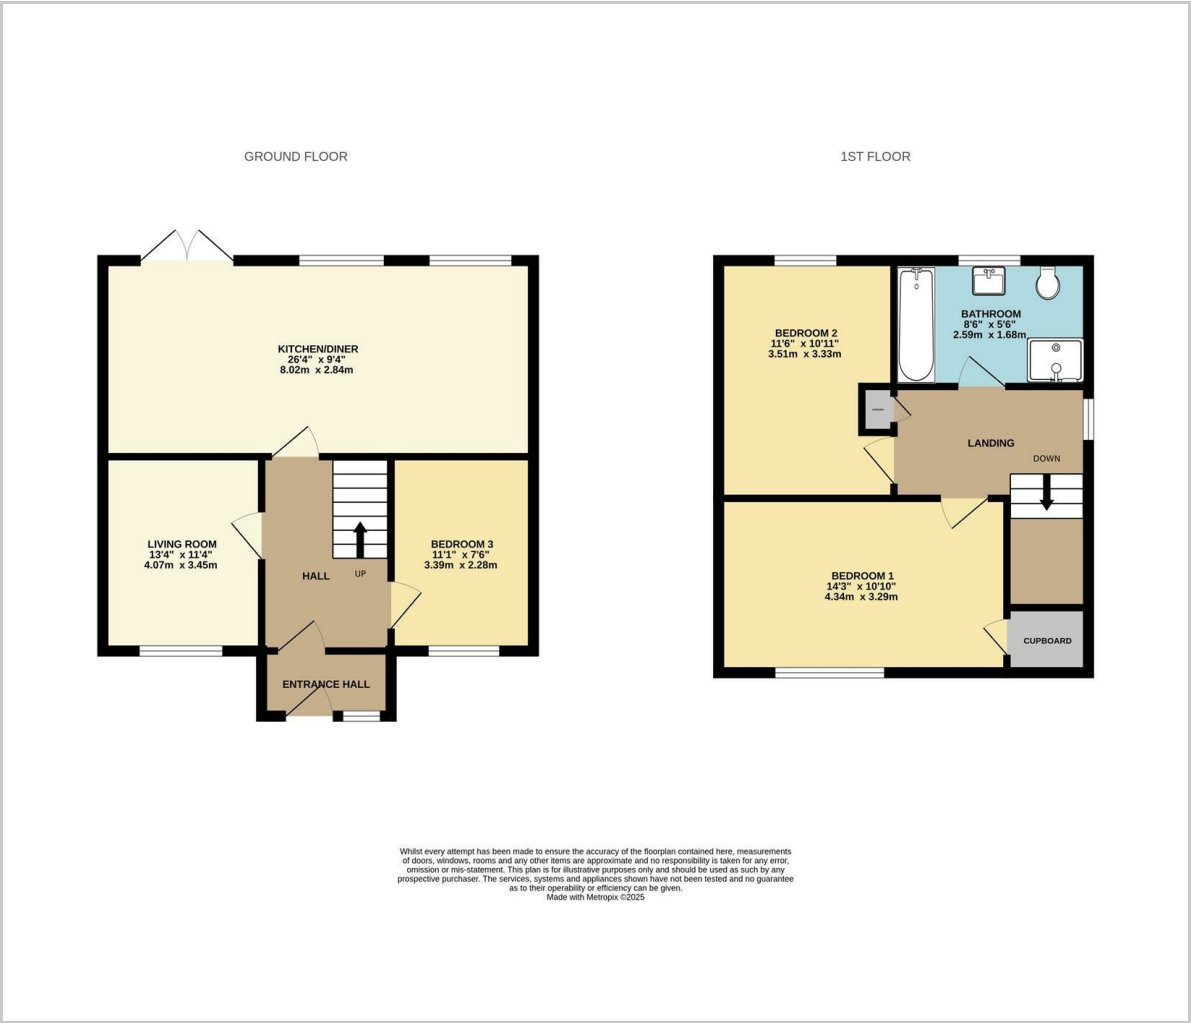 GROUND FLOOR
KITCHEN/DINER
26'4" x 9'4"
8.02m x 2.84m
LIVING ROOM
13'4" x 11'4"
4.07m x 3.45m
HALL
UP
BEDROOM 3
11'1" x 7'6"
3.39m x 2.28m
ENTRANCE HALL
1ST FLOOR
BEDROOM 2
11'6" x 10'11"
3.51m x 3.33m
BATHROOM
8'6" x 5'6"
2.59m x 1.68m
LANDING
DOWN
BEDROOM 1
14'3" x 10'10"
4.34m x 3.29m
CUPBOARD
Whilst every attempt has been made to ensure the accuracy of the floorplan contained here, measurements
of doors, windows, rooms and any other items are approximate and no responsibility is taken for any error,
omission or mis-statement. This plan is for illustrative purposes only and should be used as such by any
prospective purchaser. The services, systems and appliances shown have not been tested and no guarantee
as to their operability or efficiency can be given.
Made with Metropix ©2025